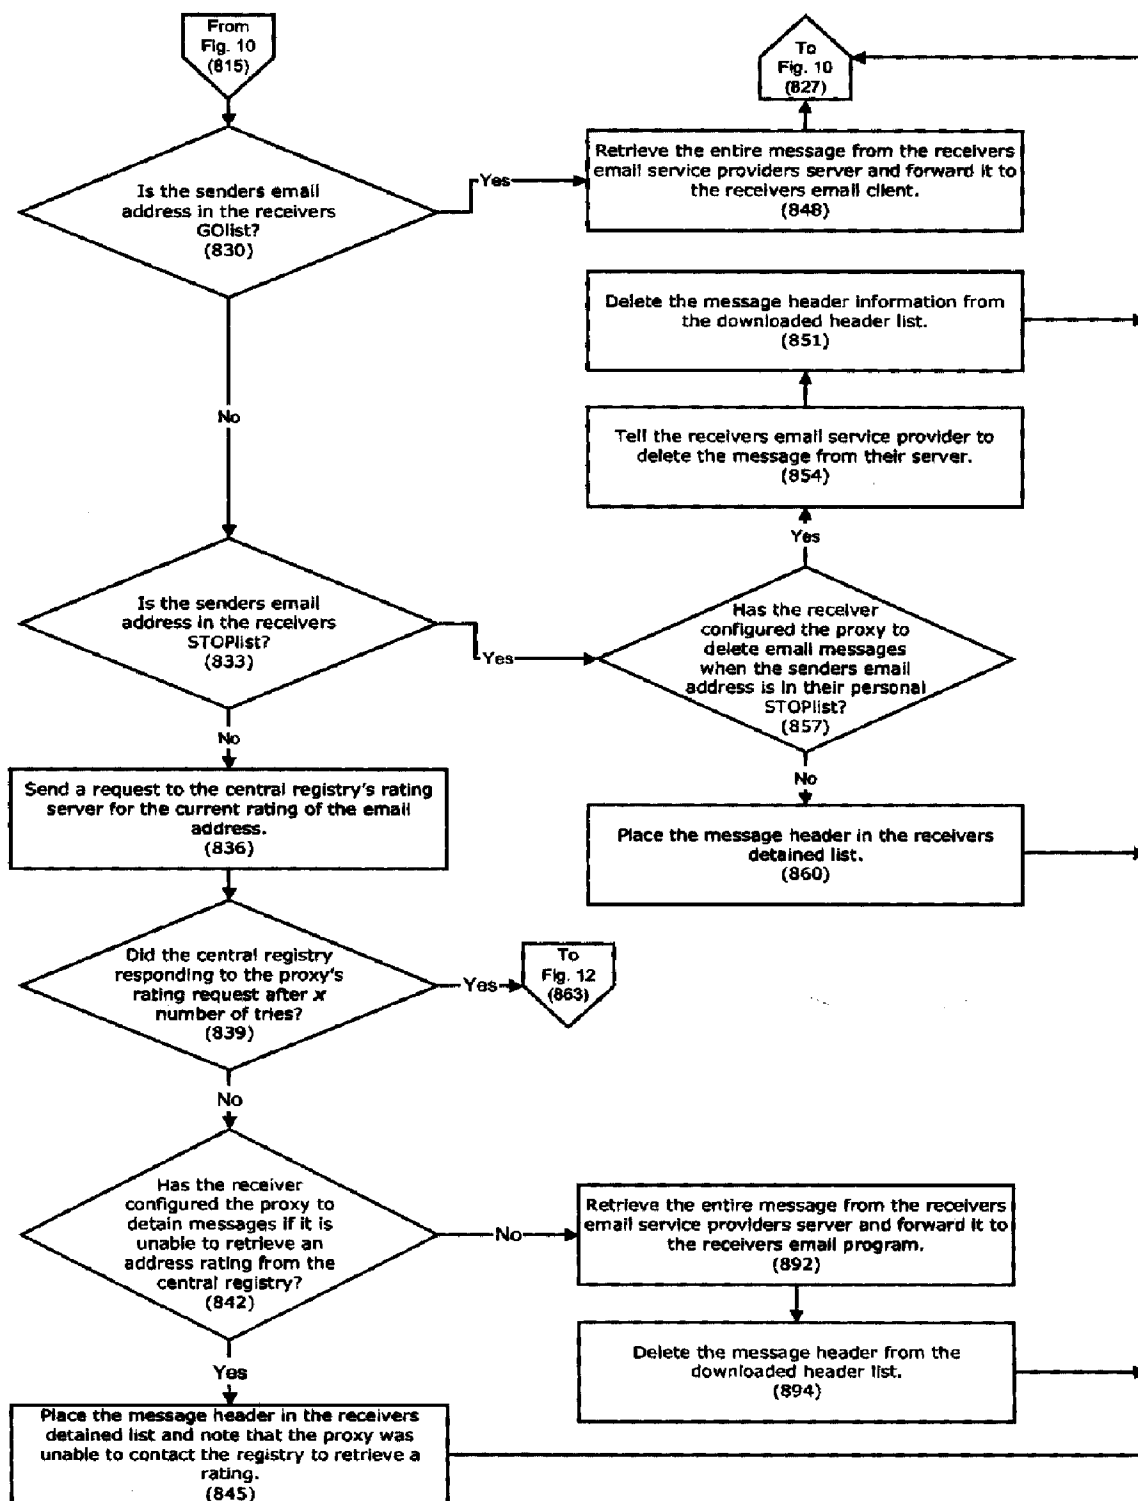 From
Fig. 10
(815)
To
Fig. 10
(827)
Is the senders email
address in the receivers
GOlist?
(830)
Yes
Retrieve the entire message from the receivers
email service providers server and forward it to
the receivers email client.
(848)
Delete the message header information from
the downloaded header list.
(851)
No
Tell the receivers email service provider to
delete the message from their server.
(854)
Yes
Is the senders email
address in the receivers
STOPlist?
(833)
Yes
Has the receiver
configured the proxy to
delete email messages
when the senders email
address is in their personal
STOPlist?
(857)
No
No
Send a request to the central registry's rating
server for the current rating of the email
address.
(836)
Place the message header in the receivers
detained list.
(860)
Did the central registry
responding to the proxy's
rating request after x
number of tries?
(839)
Yes
To
Fig. 12
(863)
No
Has the receiver
configured the proxy to
detain messages if it is
unable to retrieve an
address rating from the
central registry?
(842)
No
Retrieve the entire message from the receivers
email service providers server and forward it to
the receivers email program.
(892)
Delete the message header from the
downloaded header list.
(894)
Yes
Place the message header in the receivers
detained list and note that the proxy was
unable to contact the registry to retrieve a
rating.
(845)